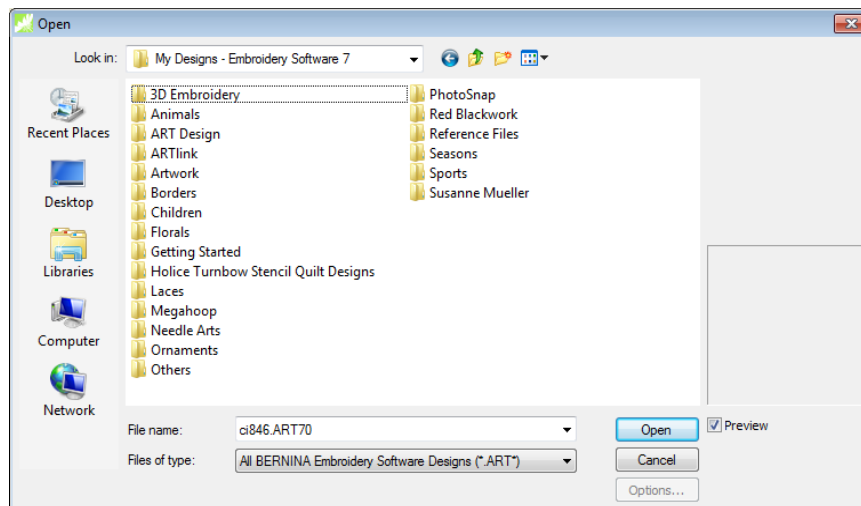 Open
Look in:
My Designs - Embroidery Software 7
Recent Places
Desktop
Libraries
Computer
Network
3D Embroidery
Animals
ART Design
ARTlink
Artwork
Borders
Children
Florals
Getting Started
Holice Turnbow Stencil Quilt Designs
Laces
Megahoop
Needle Arts
Ornaments
Others
PhotoSnap
Red Blackwork
Reference Files
Seasons
Sports
Susanne Mueller
File name:
ci846.ART70
Open
Preview
Files of type:
All BERNINA Embroidery Software Designs (*.ART*)
Cancel
Options...